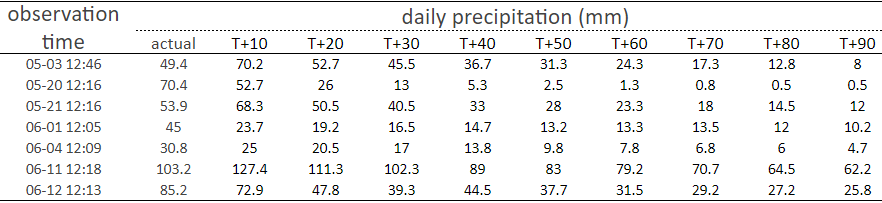 observation time daily precipitation (mm)
actual T+10 T+20 T+30 T+40 T+50 T+60 T+70 T+80 T+90
05-03 12:46 49.4 70.2 52.7 45.5 36.7 31.3 24.3 17.3 12.8 8
05-20 12:16 70.4 52.7 26 13 5.3 2.5 1.3 0.8 0.5 0.5
05-21 12:16 53.9 68.3 50.5 40.5 33 28 23.3 18 14.5 12
06-01 12:05 45 23.7 19.2 16.5 14.7 13.2 13.3 13.5 12 10.2
06-04 12:09 30.8 25 20.5 17 13.8 9.8 7.8 6.8 6 4.7
06-11 12:18 103.2 127.4 111.3 102.3 89 83 79.2 70.7 64.5 62.2
06-12 12:13 85.2 72.9 47.8 39.3 44.5 37.7 31.5 29.2 27.2 25.8